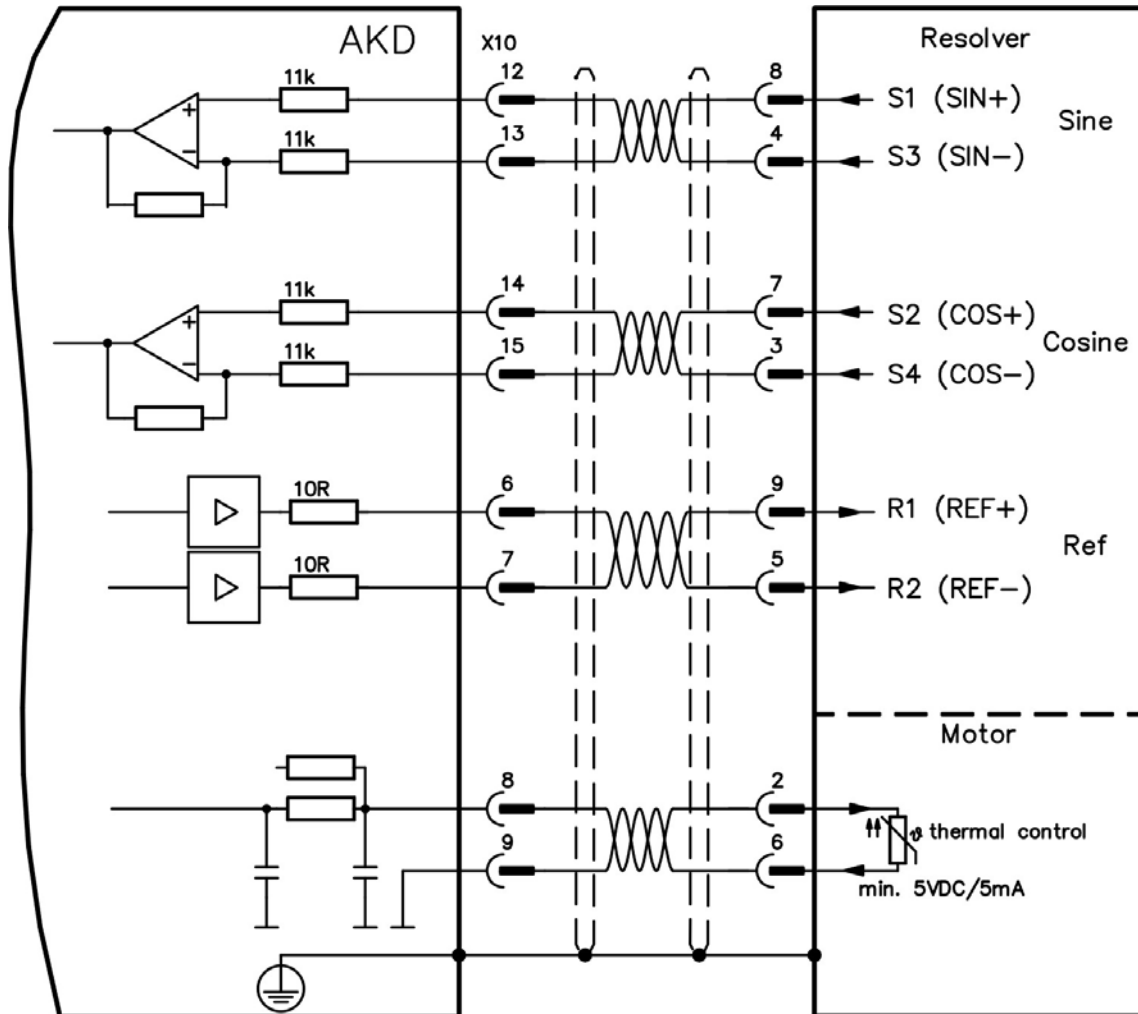 AKD
X10
Resolver
11k
12
8
S1 (SIN+)
Sine
+
11k
13
4
S3 (SIN−)
−
11k
14
7
S2 (COS+)
Cosine
+
11k
15
3
S4 (COS−)
−
10R
6
9
R1 (REF+)
Ref
10R
7
5
R2 (REF−)
Motor
8
2
ϑ thermal control
9
6
min. 5VDC/5mA